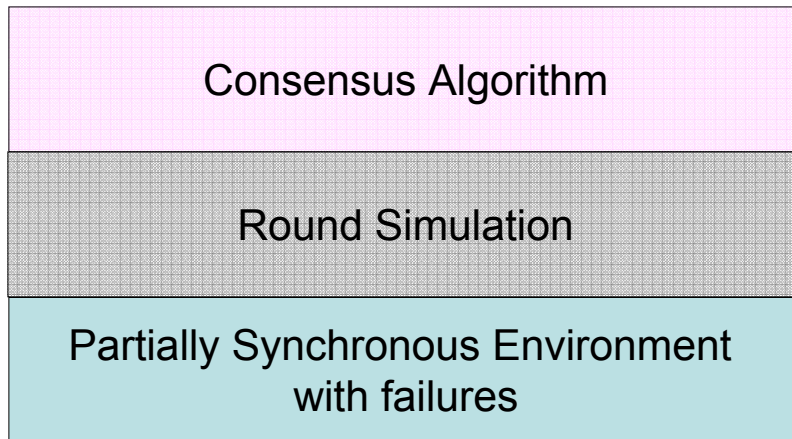 Consensus Algorithm
Round Simulation
Partially Synchronous Environment
with failures